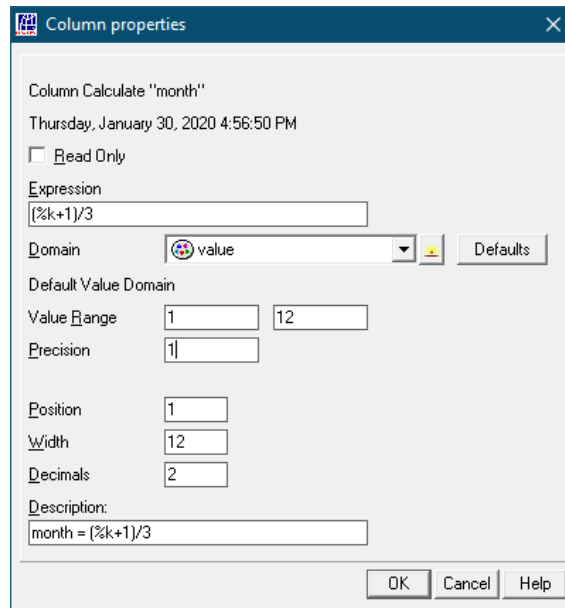 Column properties
Column Calculate "month"
Thursday, January 30, 2020 4:56:50 PM
Read Only
Expression
(%k+1)/3
Domain value Defaults
Default Value Domain
Value Range 1 12
Precision 1
Position 1
Width 12
Decimals 2
Description:
month = (%k+1)/3
OK Cancel Help